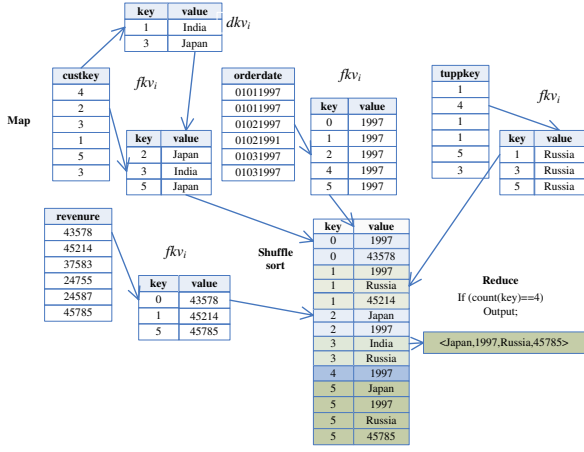 key value
1 India
3 Japan
dkvi
custkey
4
2
3
1
5
3
fkvi
key value
2 Japan
3 India
5 Japan
Map
orderdate
01011997
01011997
01021997
01021991
01031997
01031997
fkvi
key value
0 1997
1 1997
2 1997
4 1997
5 1997
tuppkey
1
4
1
1
5
3
fkvi
key value
1 Russia
3 Russia
5 Russia
revenure
43578
45214
37583
24755
24587
45785
fkvi
key value
0 43578
1 45214
5 45785
Shuffle
sort
key value
0 1997
0 43578
1 1997
1 Russia
1 45214
2 Japan
2 1997
3 India
3 Russia
4 1997
5 Japan
5 1997
5 Russia
5 45785
Reduce
If (count(key)==4)
Output;
<Japan,1997,Russia,45785>